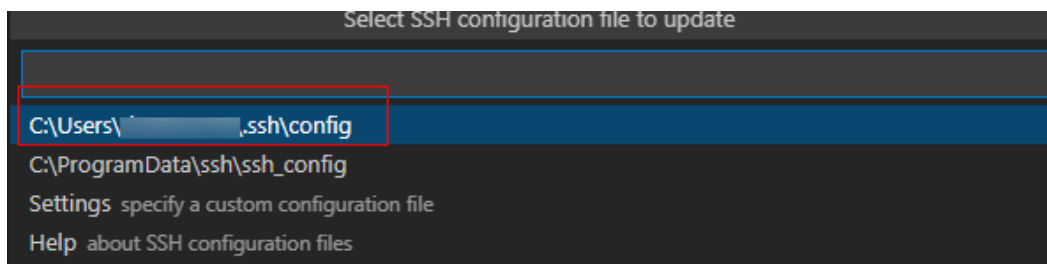 Select SSH configuration file to update
C:\Users\ .ssh\config
C:\ProgramData\ssh\ssh_config
Settings specify a custom configuration file
Help about SSH configuration files